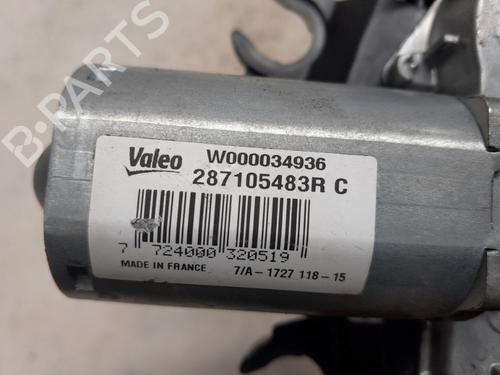 B-PARTS
Valeo W000034936
287105483R C
7 724000 320519
MADE IN FRANCE 7/A-1727 118-15